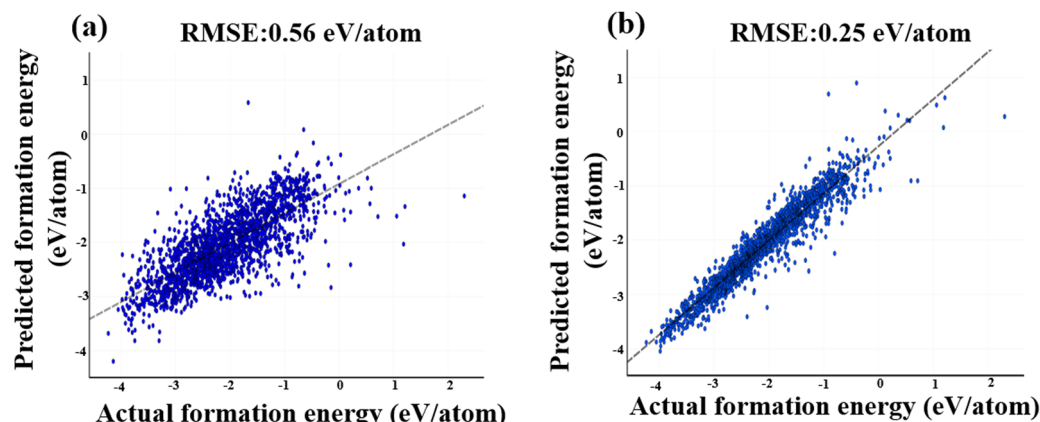 (a)
RMSE:0.56 eV/atom
Predicted formation energy
(eV/atom)
1
0
-1
-2
-3
-4
-4 -3 -2 -1 0 1 2
Actual formation energy (eV/atom)
(b)
RMSE:0.25 eV/atom
Predicted formation energy
(eV/atom)
1
0
-1
-2
-3
-4
-4 -3 -2 -1 0 1 2
Actual formation energy (eV/atom)